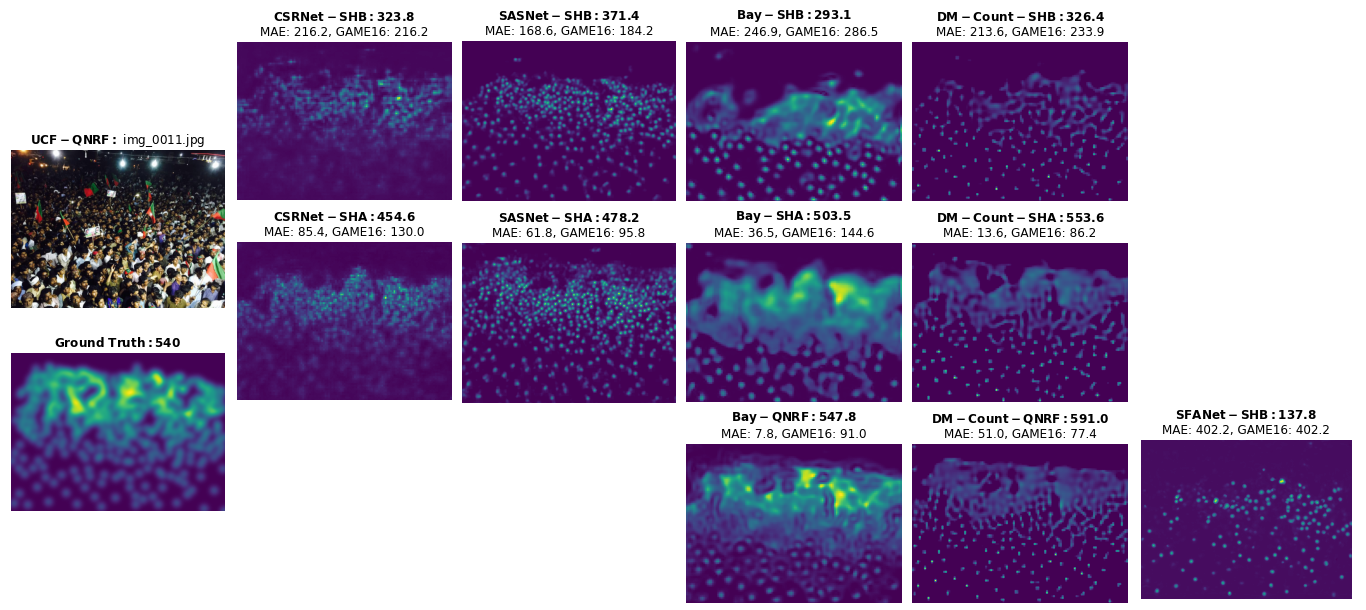 CSRNet − SHB : 323.8
MAE: 216.2, GAME16: 216.2
SASNet − SHB : 371.4
MAE: 168.6, GAME16: 184.2
Bay − SHB : 293.1
MAE: 246.9, GAME16: 286.5
DM − Count − SHB : 326.4
MAE: 213.6, GAME16: 233.9
UCF − QNRF : img_0011.jpg
CSRNet − SHA : 454.6
MAE: 85.4, GAME16: 130.0
SASNet − SHA : 478.2
MAE: 61.8, GAME16: 95.8
Bay − SHA : 503.5
MAE: 36.5, GAME16: 144.6
DM − Count − SHA : 553.6
MAE: 13.6, GAME16: 86.2
Ground Truth : 540
Bay − QNRF : 547.8
MAE: 7.8, GAME16: 91.0
DM − Count − QNRF : 591.0
MAE: 51.0, GAME16: 77.4
SFANet − SHB : 137.8
MAE: 402.2, GAME16: 402.2